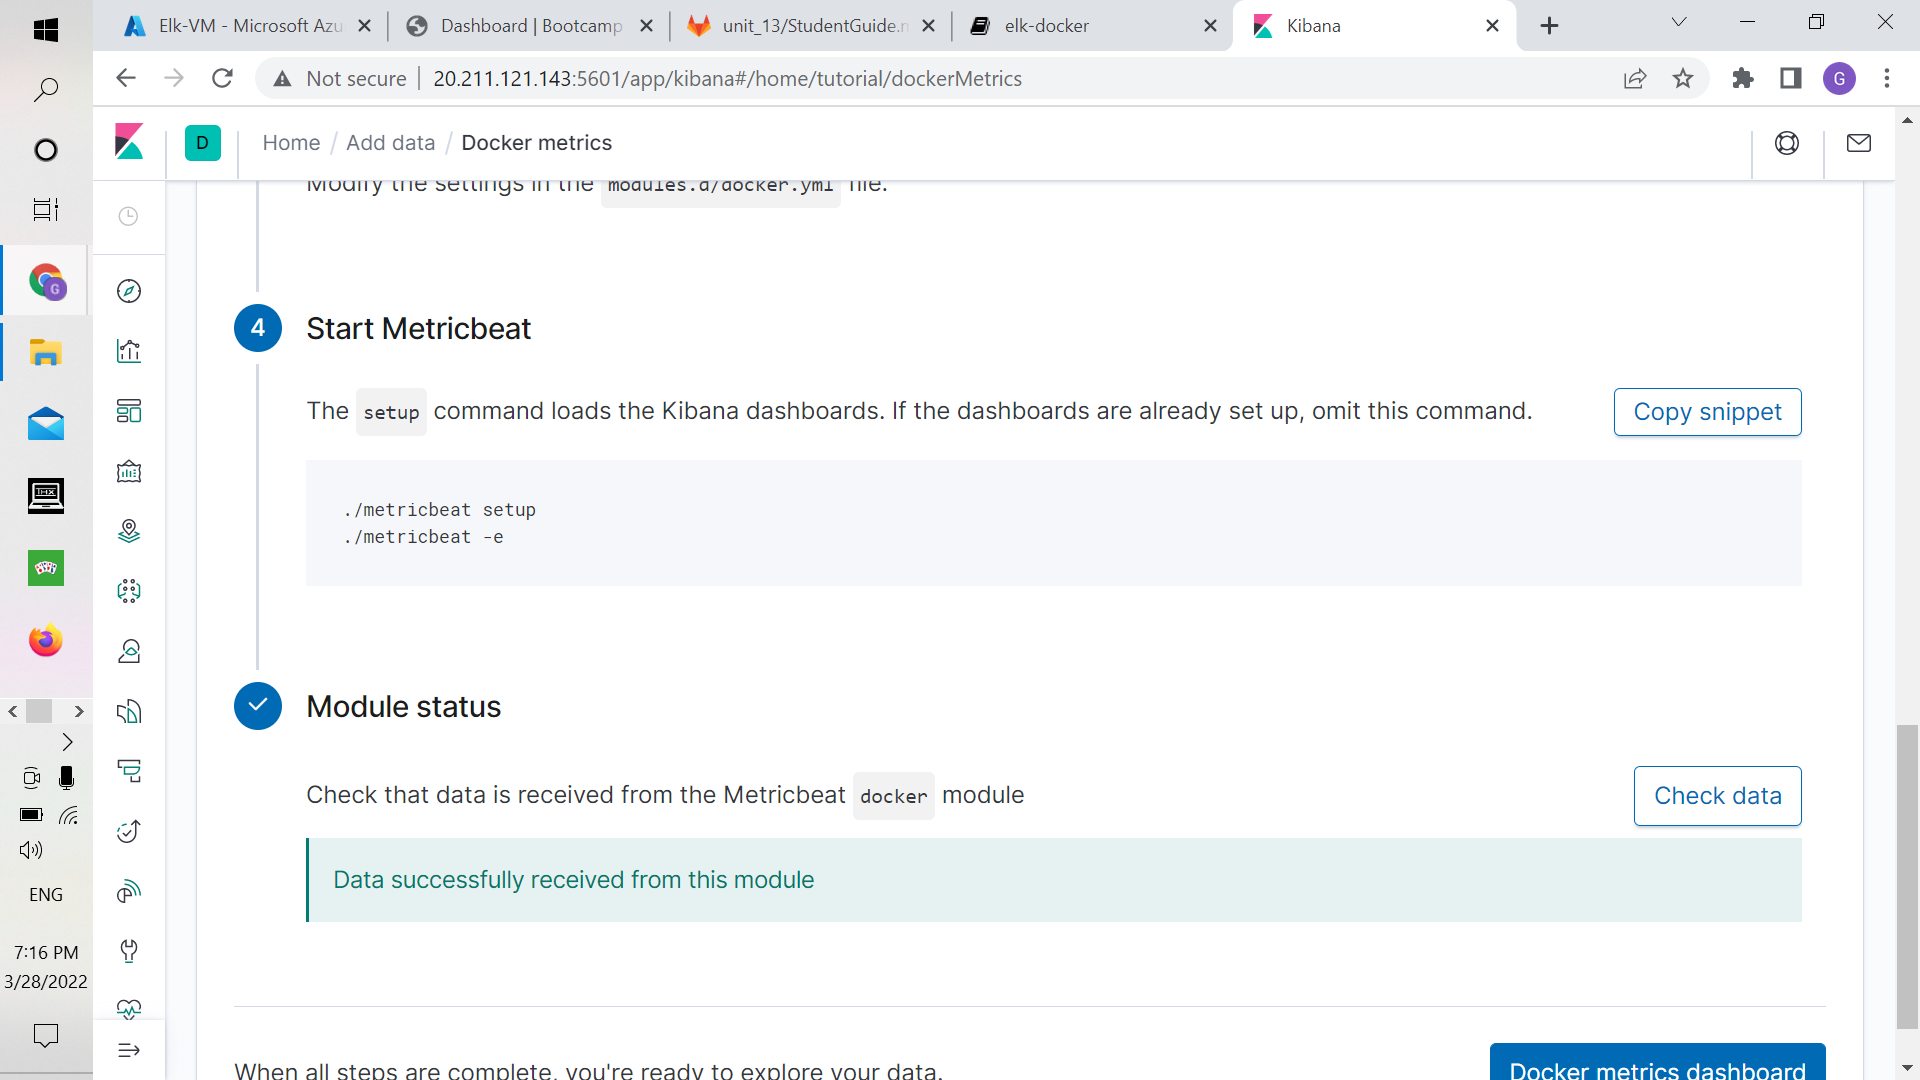 Elk-VM - Microsoft Azu
Dashboard | Bootcamp
unit_13/StudentGuide.m
elk-docker
Kibana
Not secure
20.211.121.143:5601/app/kibana#/home/tutorial/dockerMetrics
G
D
Home / Add data / Docker metrics
Modify the settings in the modules.d/docker.yml file.
4
Start Metricbeat
The setup command loads the Kibana dashboards. If the dashboards are already set up, omit this command.
Copy snippet
./metricbeat setup
./metricbeat -e
Module status
Check that data is received from the Metricbeat docker module
Check data
Data successfully received from this module
When all steps are complete, you're ready to explore your data.
Docker metrics dashboard
G
THX
ENG
7:16 PM
3/28/2022